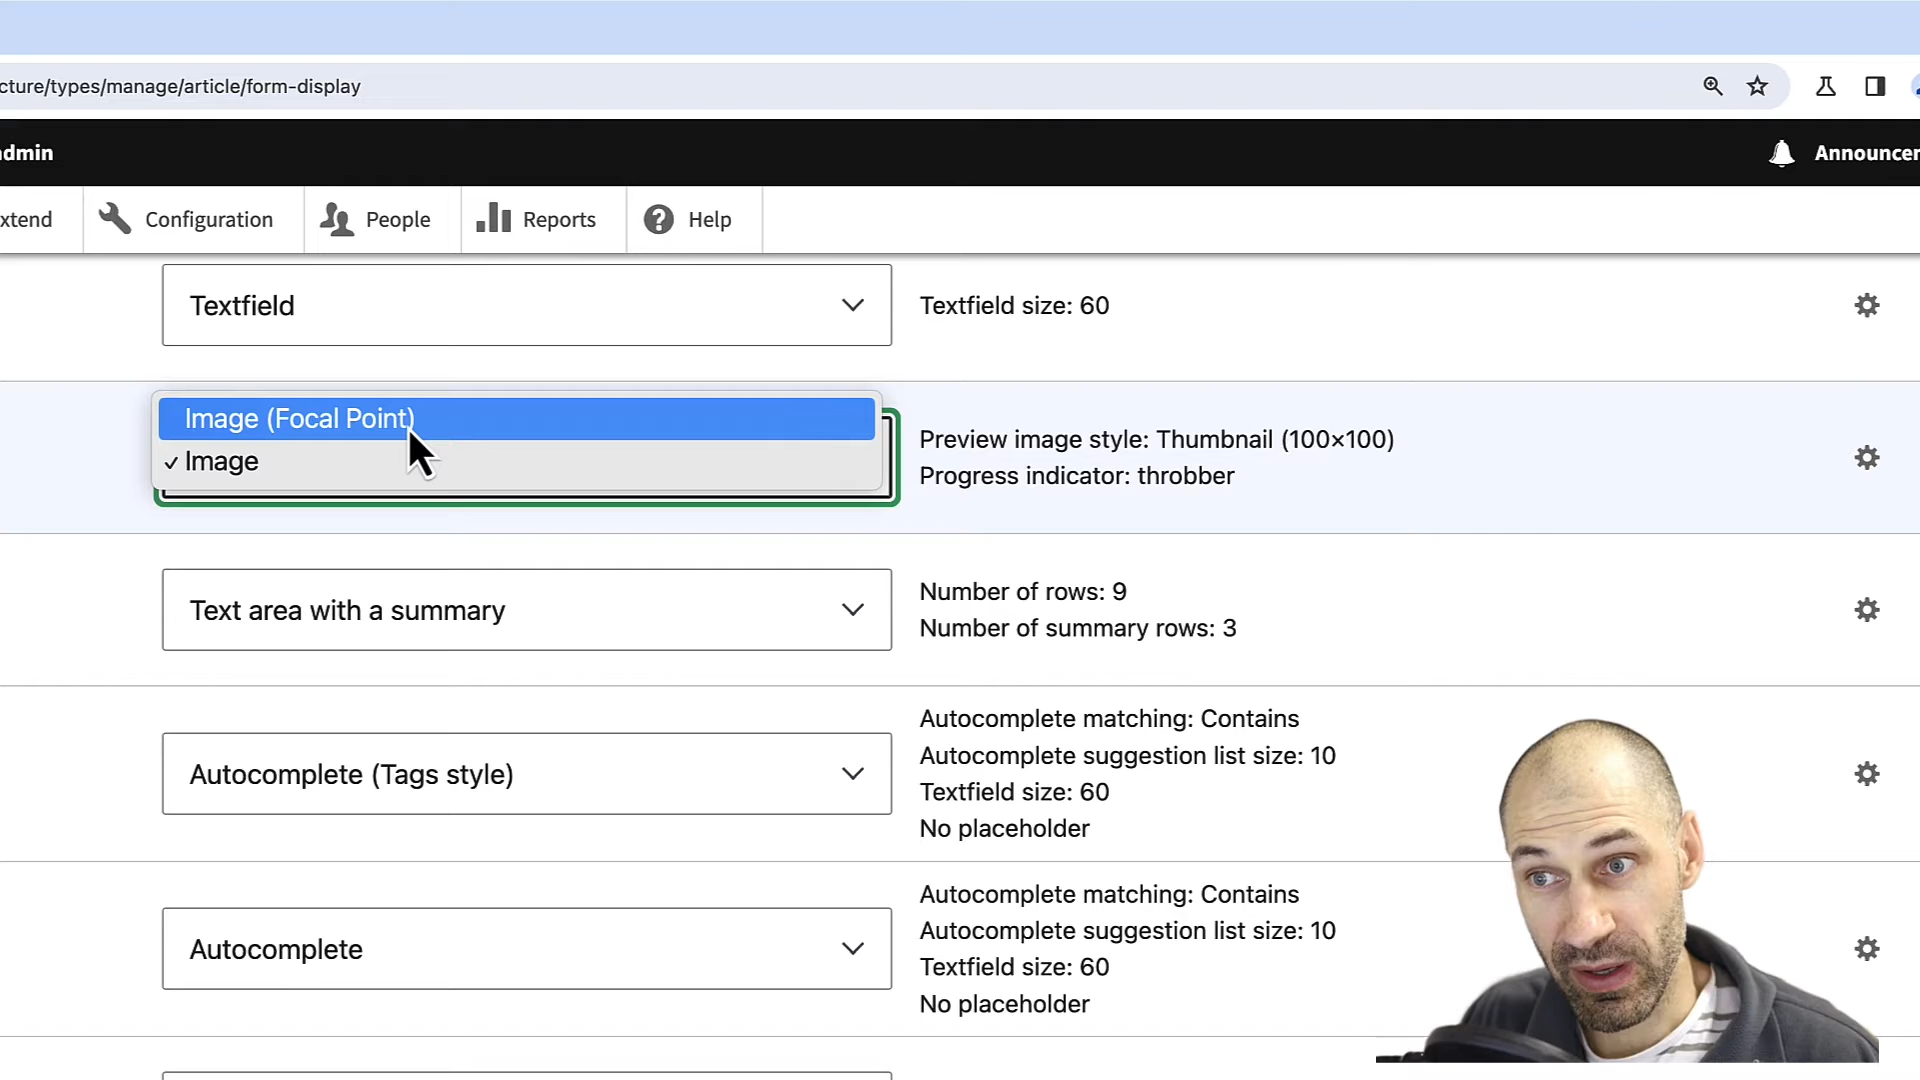 cture/types/manage/article/form-display
admin
Announcer
xtend
Configuration
People
Reports
Help
Textfield
Textfield size: 60
Image (Focal Point)
✓ Image
Preview image style: Thumbnail (100×100)
Progress indicator: throbber
Text area with a summary
Number of rows: 9
Number of summary rows: 3
Autocomplete (Tags style)
Autocomplete matching: Contains
Autocomplete suggestion list size: 10
Textfield size: 60
No placeholder
Autocomplete
Autocomplete matching: Contains
Autocomplete suggestion list size: 10
Textfield size: 60
No placeholder